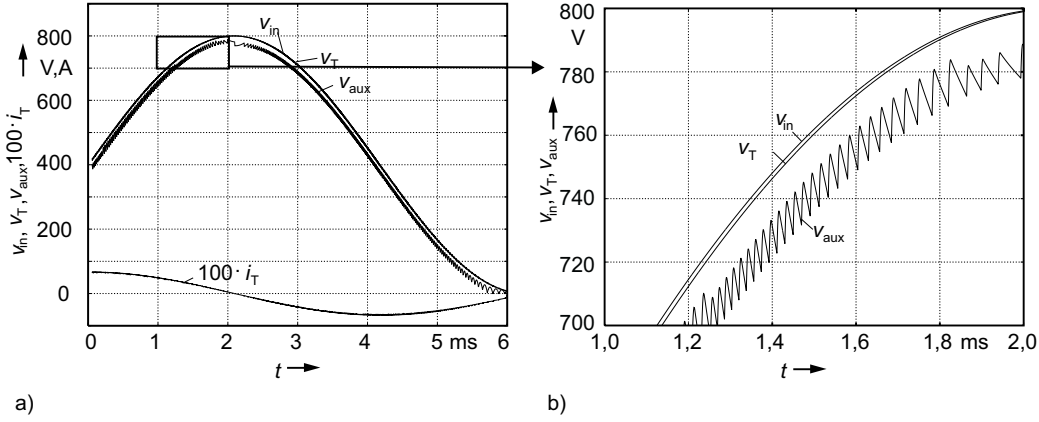 v_in, v_T, v_aux, 100· i_T
800
V,A
600
400
200
0
v_in
v_T
v_aux
100· i_T
0 1 2 3 4 5 ms 6
t
a)
v_in, v_T, v_aux
800
V
780
760
740
720
700
v_in
v_T
v_aux
1,0 1,2 1,4 1,6 1,8 ms 2,0
t
b)